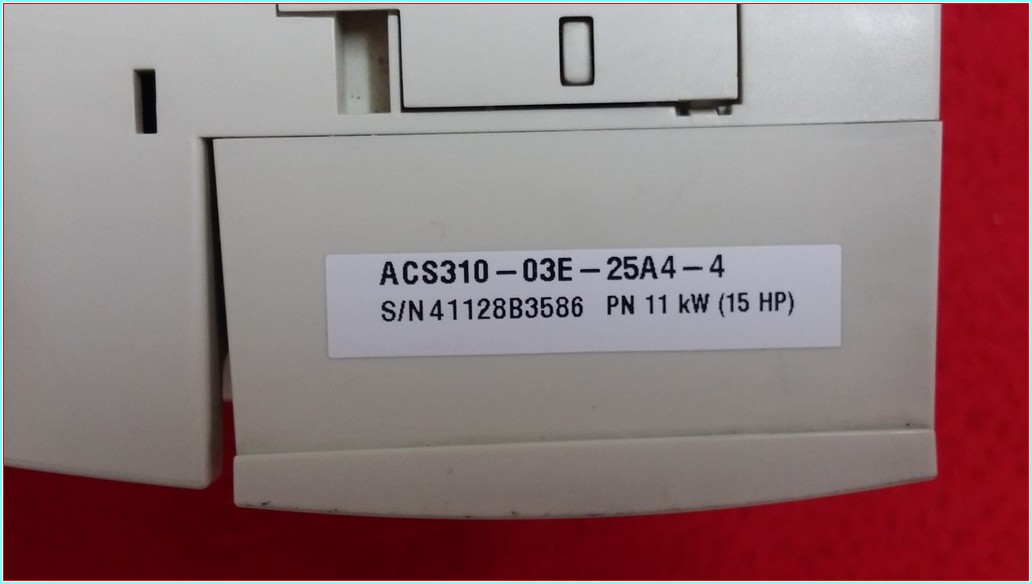 ACS310-03E-25A4-4
S/N 41128B3586 PN 11 kW (15 HP)